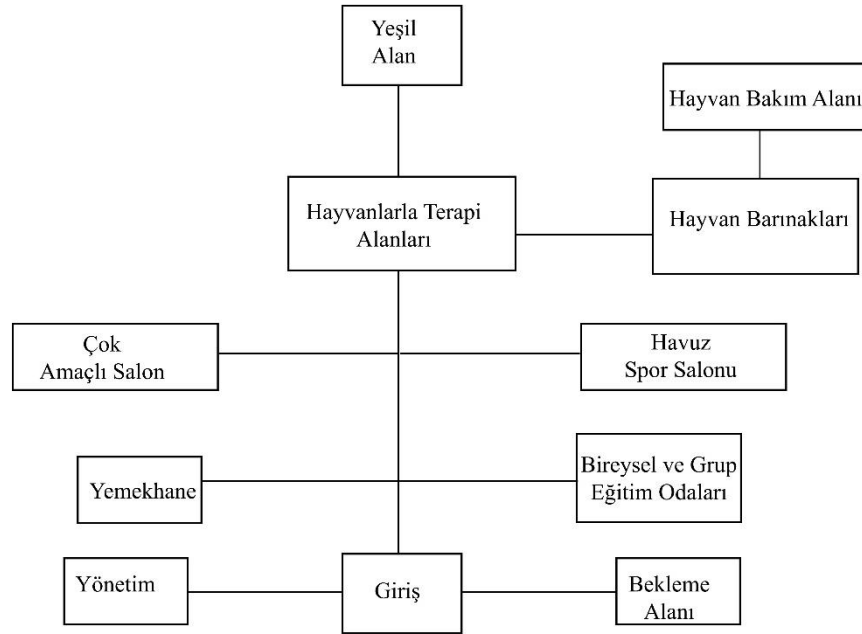 Yeşil
Alan
Hayvan Bakım Alanı
Hayvanlarla Terapi
Alanları
Hayvan Barınakları
Çok
Amaçlı Salon
Havuz
Spor Salonu
Yemekhane
Bireysel ve Grup
Eğitim Odaları
Yönetim
Giriş
Bekleme
Alanı